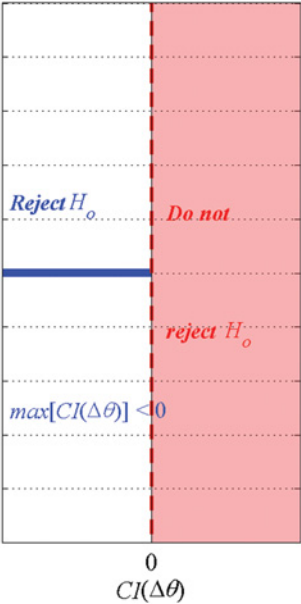 Reject H_o
Do not
reject H_o
max[CI(Δθ)] < 0
0
CI(Δθ)